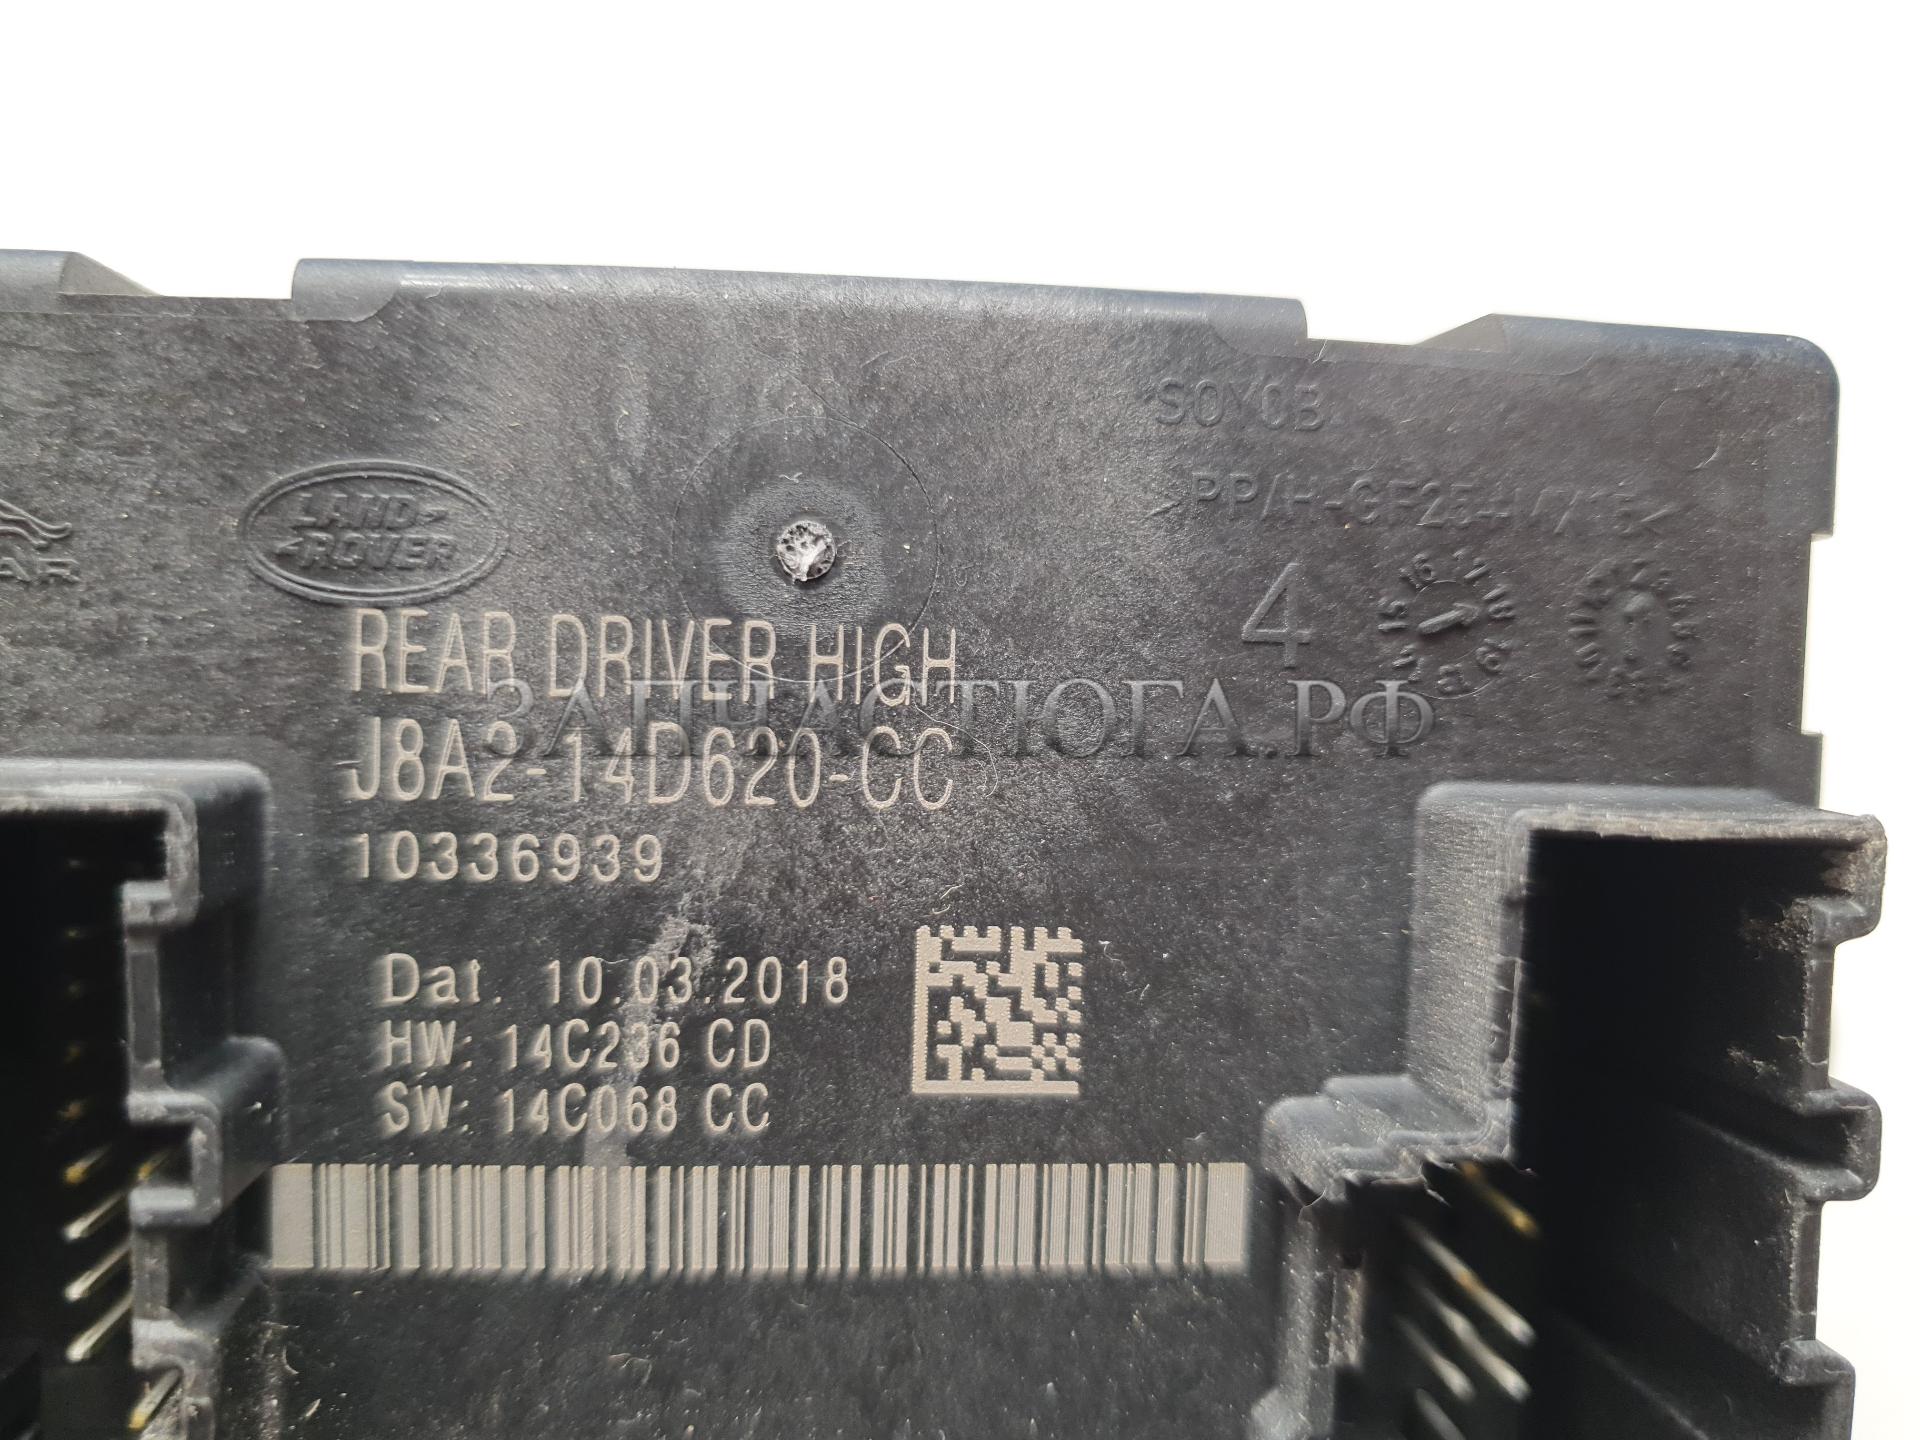 SOYOB
LAND-
-ROVER
4
REAR DRIVER HIGH
ЗАПЧАСТЮГА.РФ
J8A2-14D620-CC
10336939
Dat. 10.03.2018
HW: 14C236 CD
SW: 14C068 CC